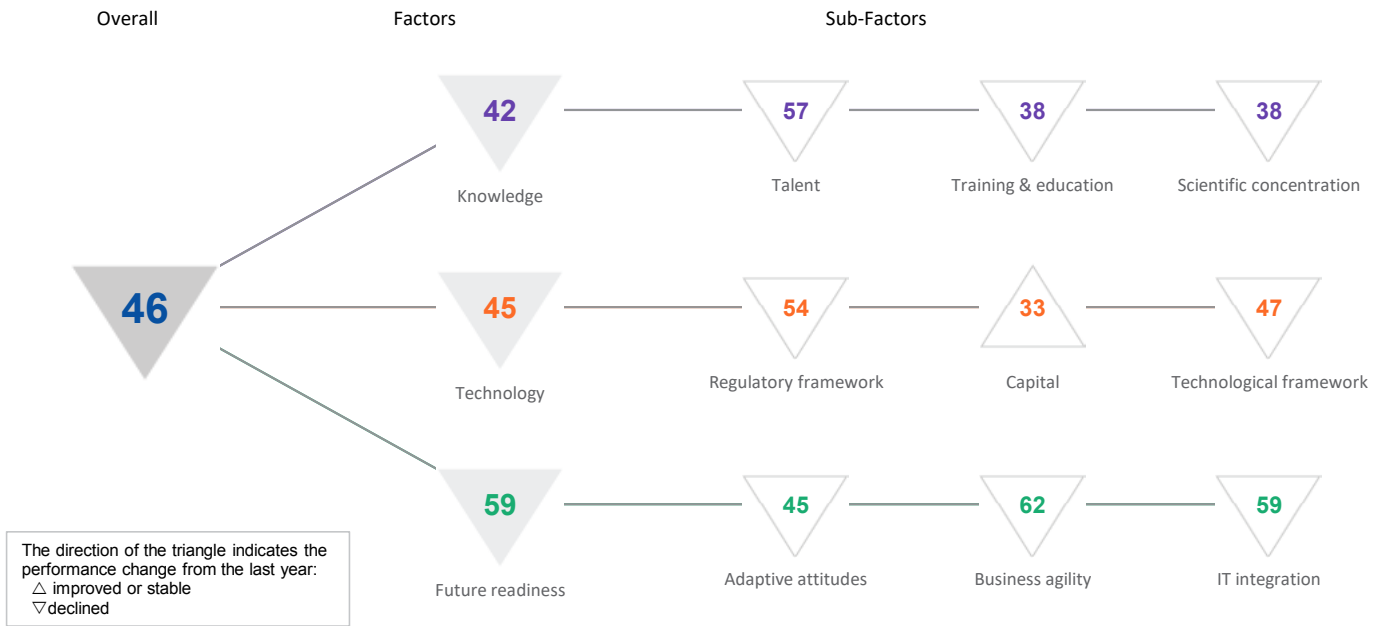 Overall Factors Sub-Factors
42 57 38 38
Knowledge Talent Training & education Scientific concentration
46 45 54 33 47
Technology Regulatory framework Capital Technological framework
59 45 62 59
Future readiness Adaptive attitudes Business agility IT integration
The direction of the triangle indicates the
performance change from the last year:
△ improved or stable
▽declined